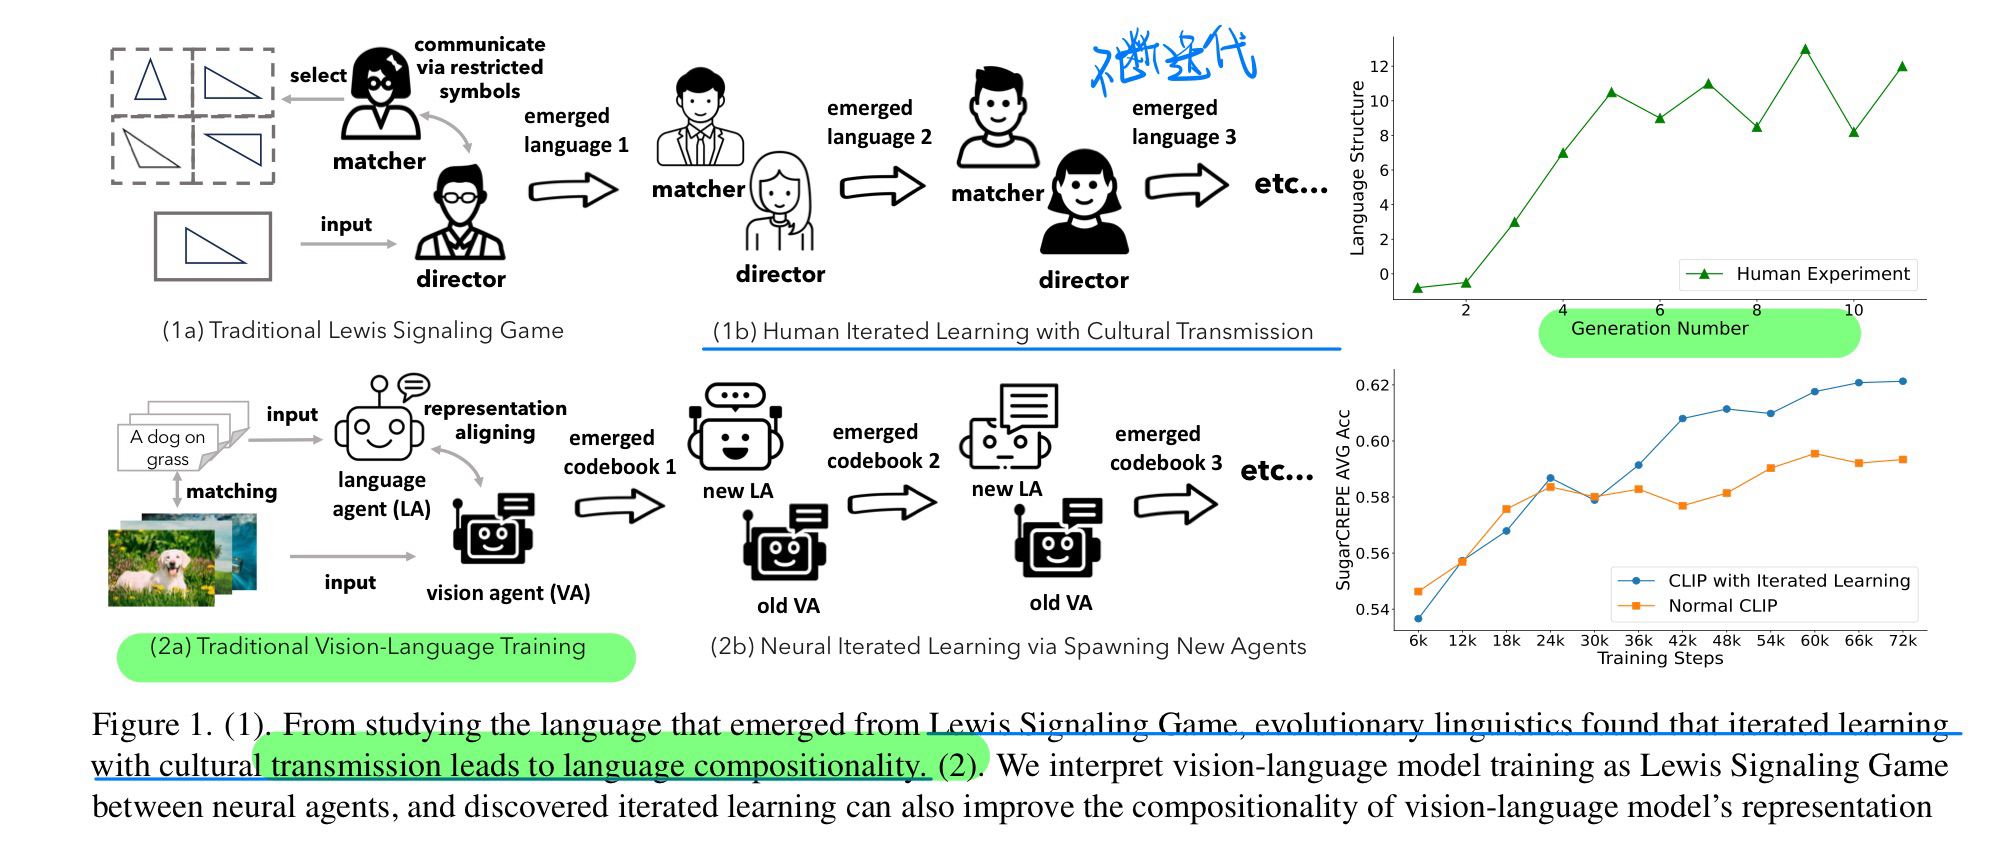 communicate
via restricted
symbols
select
matcher
input
director
emerged
language 1
matcher
director
emerged
language 2
matcher
director
不断迭代
emerged
language 3
etc...
(1a) Traditional Lewis Signaling Game
(1b) Human Iterated Learning with Cultural Transmission
Language Structure
12
10
8
6
4
2
0
Human Experiment
2 4 6 8 10
Generation Number
A dog on
grass
input
matching
input
representation
aligning
language
agent (LA)
vision agent (VA)
emerged
codebook 1
new LA
old VA
emerged
codebook 2
new LA
old VA
emerged
codebook 3
etc...
(2a) Traditional Vision-Language Training
(2b) Neural Iterated Learning via Spawning New Agents
SugarCREPE AVG Acc
0.62
0.60
0.58
0.56
0.54
CLIP with Iterated Learning
Normal CLIP
6k 12k 18k 24k 30k 36k 42k 48k 54k 60k 66k 72k
Training Steps
Figure 1. (1). From studying the language that emerged from Lewis Signaling Game, evolutionary linguistics found that iterated learning
with cultural transmission leads to language compositionality. (2). We interpret vision-language model training as Lewis Signaling Game
between neural agents, and discovered iterated learning can also improve the compositionality of vision-language model's representation